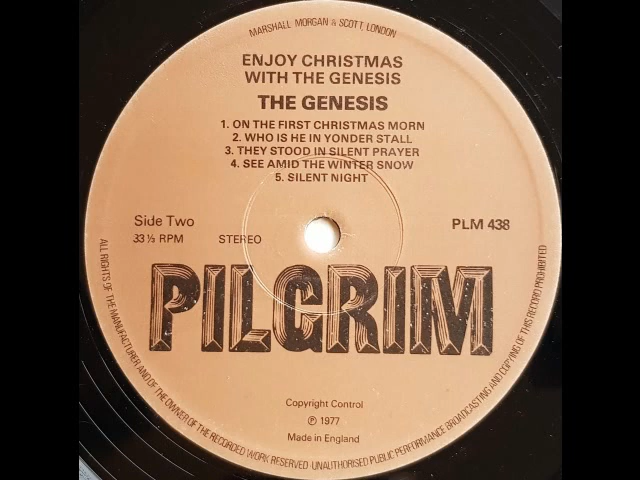 MARSHALL MORGAN & SCOTT, LONDON
ENJOY CHRISTMAS
WITH THE GENESIS
THE GENESIS
1. ON THE FIRST CHRISTMAS MORN
2. WHO IS HE IN YONDER STALL
3. THEY STOOD IN SILENT PRAYER
4. SEE AMID THE WINTER SNOW
5. SILENT NIGHT
Side Two
PLM 438
33 1/3 RPM
STEREO
PILGRIM
Copyright Control
Ⓟ 1977
Made in England
ALL RIGHTS OF THE MANUFACTURER AND OF THE OWNER OF THE RECORDED WORK RESERVED UNAUTHORISED PUBLIC PERFORMANCE BROADCASTING AND COPYING OF THIS RECORD PROHIBITED